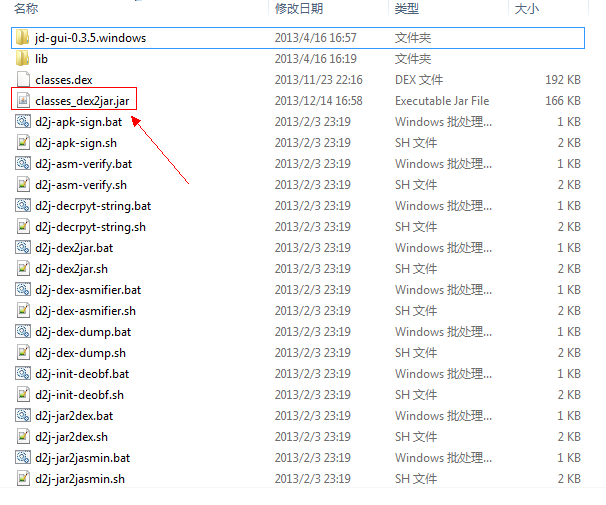 名称 修改日期 类型 大小
jd-gui-0.3.5.windows 2013/4/16 16:57 文件夹
lib 2013/4/16 16:19 文件夹
classes.dex 2013/11/23 22:16 DEX 文件 192 KB
classes_dex2jar.jar 2013/12/14 16:58 Executable Jar File 166 KB
d2j-apk-sign.bat 2013/2/3 23:19 Windows 批处理... 1 KB
d2j-apk-sign.sh 2013/2/3 23:19 SH 文件 2 KB
d2j-asm-verify.bat 2013/2/3 23:19 Windows 批处理... 1 KB
d2j-asm-verify.sh 2013/2/3 23:19 SH 文件 2 KB
d2j-decrpyt-string.bat 2013/2/3 23:19 Windows 批处理... 1 KB
d2j-decrpyt-string.sh 2013/2/3 23:19 SH 文件 2 KB
d2j-dex2jar.bat 2013/2/3 23:19 Windows 批处理... 1 KB
d2j-dex2jar.sh 2013/2/3 23:19 SH 文件 2 KB
d2j-dex-asmifier.bat 2013/2/3 23:19 Windows 批处理... 1 KB
d2j-dex-asmifier.sh 2013/2/3 23:19 SH 文件 2 KB
d2j-dex-dump.bat 2013/2/3 23:19 Windows 批处理... 1 KB
d2j-dex-dump.sh 2013/2/3 23:19 SH 文件 2 KB
d2j-init-deobf.bat 2013/2/3 23:19 Windows 批处理... 1 KB
d2j-init-deobf.sh 2013/2/3 23:19 SH 文件 2 KB
d2j-jar2dex.bat 2013/2/3 23:19 Windows 批处理... 1 KB
d2j-jar2dex.sh 2013/2/3 23:19 SH 文件 2 KB
d2j-jar2jasmin.bat 2013/2/3 23:19 Windows 批处理... 1 KB
d2j-jar2jasmin.sh 2013/2/3 23:19 SH 文件 2 KB